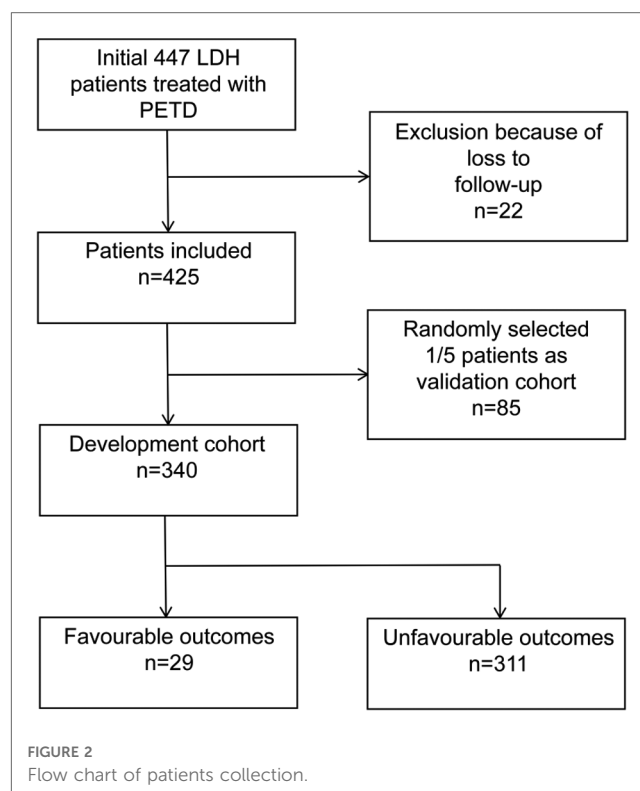 Initial 447 LDH
patients treated with
PETD
Exclusion because of
loss to
follow-up
n=22
Patients included
n=425
Randomly selected
1/5 patients as
validation cohort
n=85
Development cohort
n=340
Favourable outcomes
n=29
Unfavourable outcomes
n=311
FIGURE 2
Flow chart of patients collection.